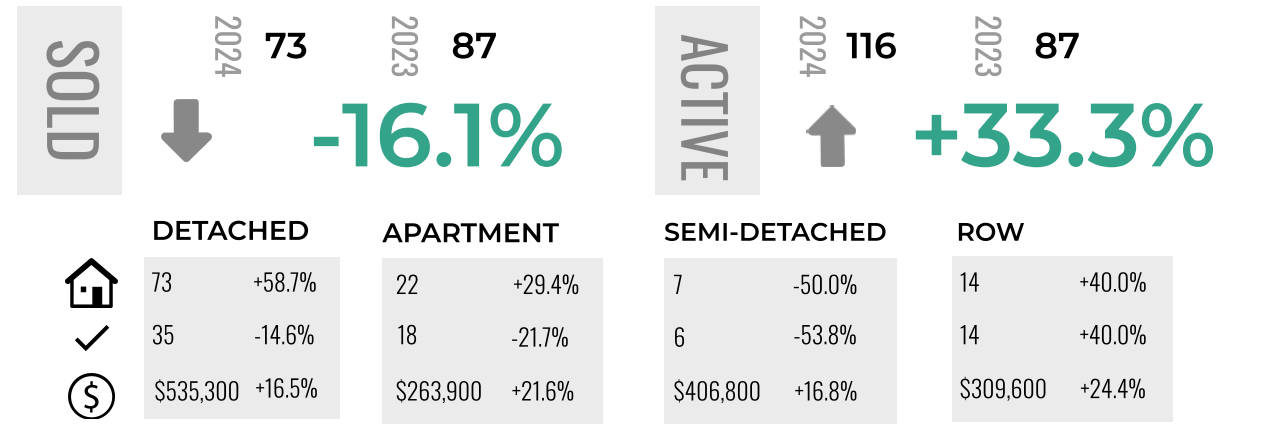 SOLD
2024 73 2023 87
-16.1%
ACTIVE
2024 116 2023 87
+33.3%
DETACHED
73 +58.7%
35 -14.6%
$535,300 +16.5%
APARTMENT
22 +29.4%
18 -21.7%
$263,900 +21.6%
SEMI-DETACHED
7 -50.0%
6 -53.8%
$406,800 +16.8%
ROW
14 +40.0%
14 +40.0%
$309,600 +24.4%